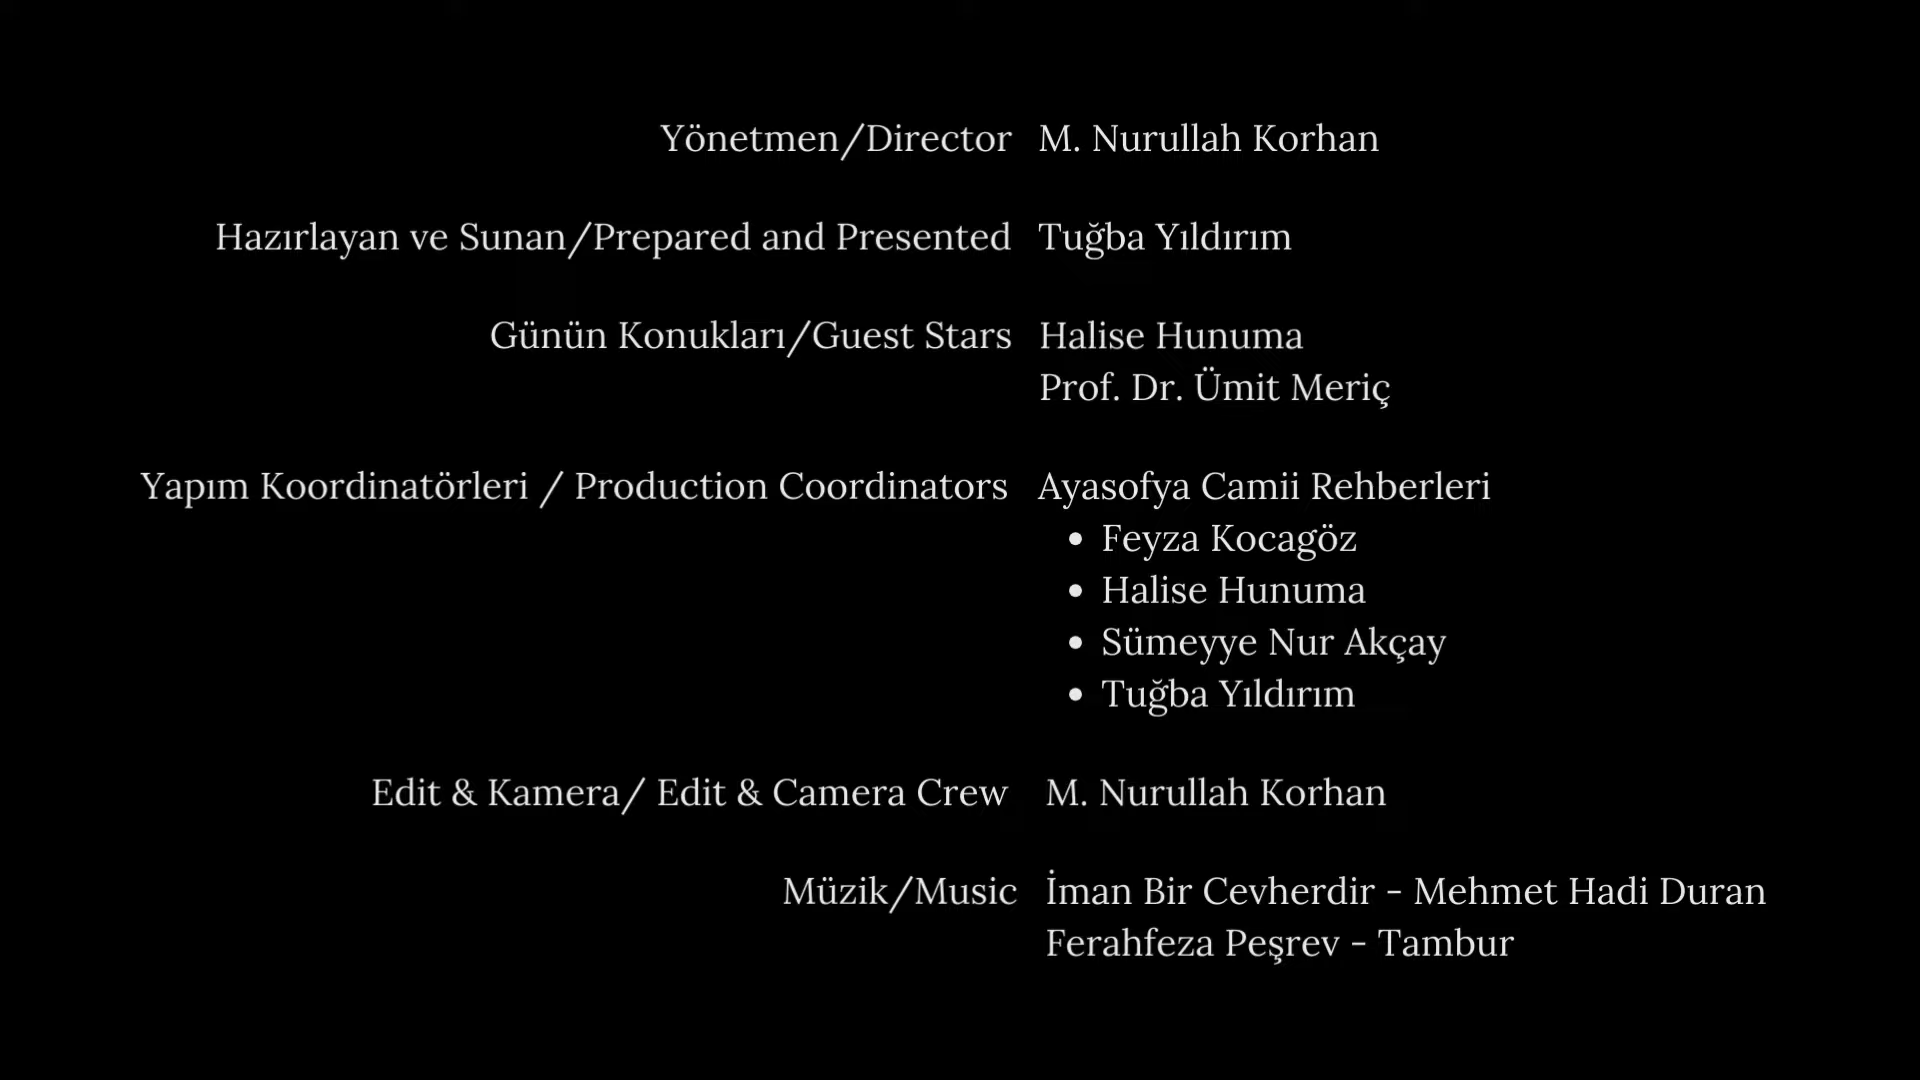 Yönetmen/Director M. Nurullah Korhan
Hazırlayan ve Sunan/Prepared and Presented Tuğba Yıldırım
Günün Konukları/Guest Stars Halise Hunuma
Prof. Dr. Ümit Meriç
Yapım Koordinatörleri / Production Coordinators Ayasofya Camii Rehberleri
• Feyza Kocagöz
• Halise Hunuma
• Sümeyye Nur Akçay
• Tuğba Yıldırım
Edit & Kamera/ Edit & Camera Crew M. Nurullah Korhan
Müzik/Music İman Bir Cevherdir - Mehmet Hadi Duran
Ferahfeza Peşrev - Tambur